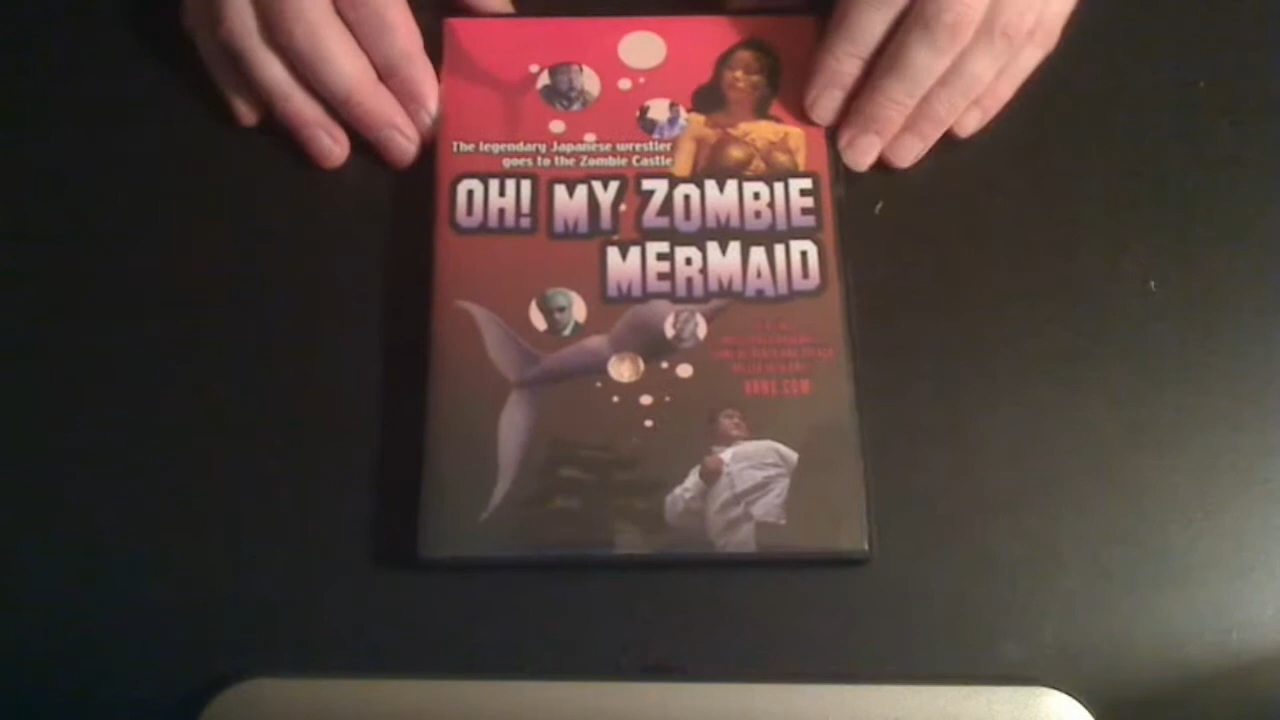 The legendary Japanese wrestler
goes to the Zombie Castle
OH! MY ZOMBIE
MERMAID